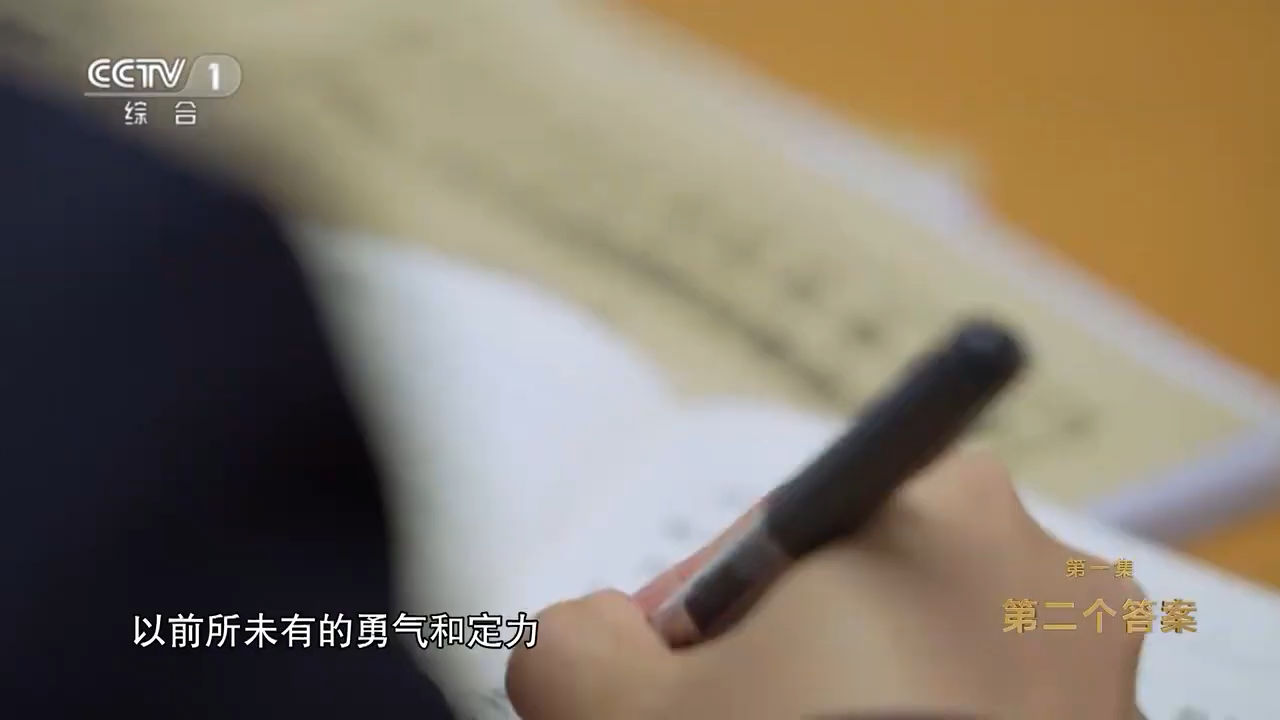 CCTV 1
综合
第一集
第二个答案
以前所未有的勇气和定力